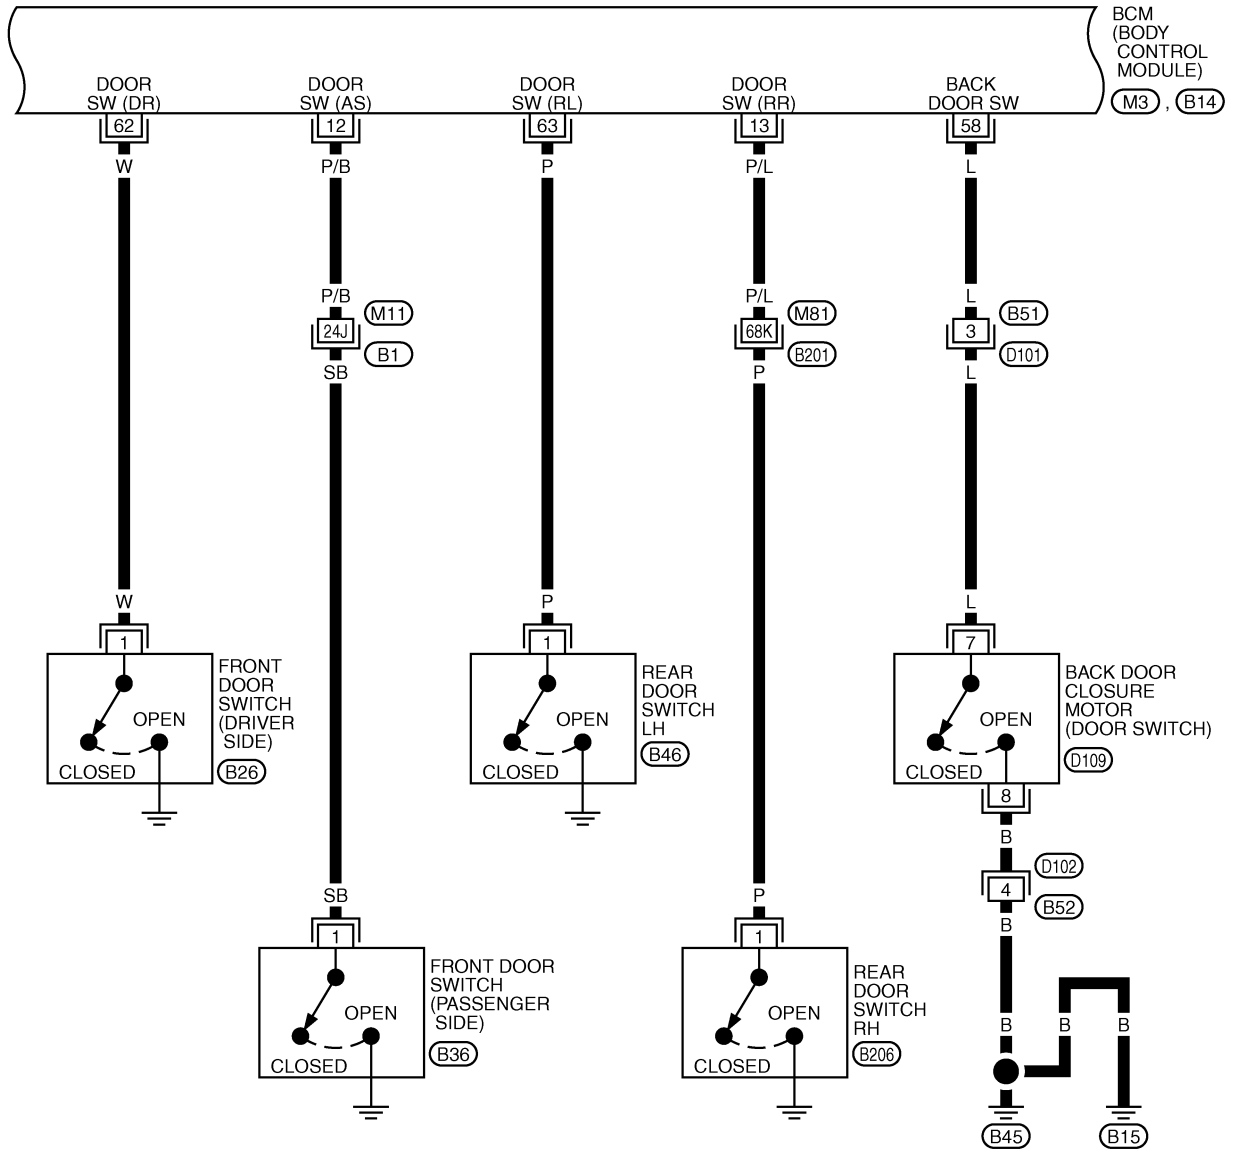 BCM
(BODY
CONTROL
MODULE)
M3 , B14
DOOR
SW (DR)
DOOR
SW (AS)
DOOR
SW (RL)
DOOR
SW (RR)
BACK
DOOR SW
62
12
63
13
58
W
P/B
P
P/L
L
P/B
P/L
L
M11
M81
B51
24J
68K
3
B1
B201
D101
SB
P
L
W
P
L
1
1
7
FRONT
DOOR
SWITCH
(DRIVER
SIDE)
B26
OPEN
CLOSED
REAR
DOOR
SWITCH
LH
B46
OPEN
CLOSED
BACK DOOR
CLOSURE
MOTOR
(DOOR SWITCH)
D109
OPEN
CLOSED
8
B
D102
4
B52
B
SB
P
1
1
FRONT DOOR
SWITCH
(PASSENGER
SIDE)
B36
OPEN
CLOSED
REAR
DOOR
SWITCH
RH
B206
OPEN
CLOSED
B
B
B
B45
B15